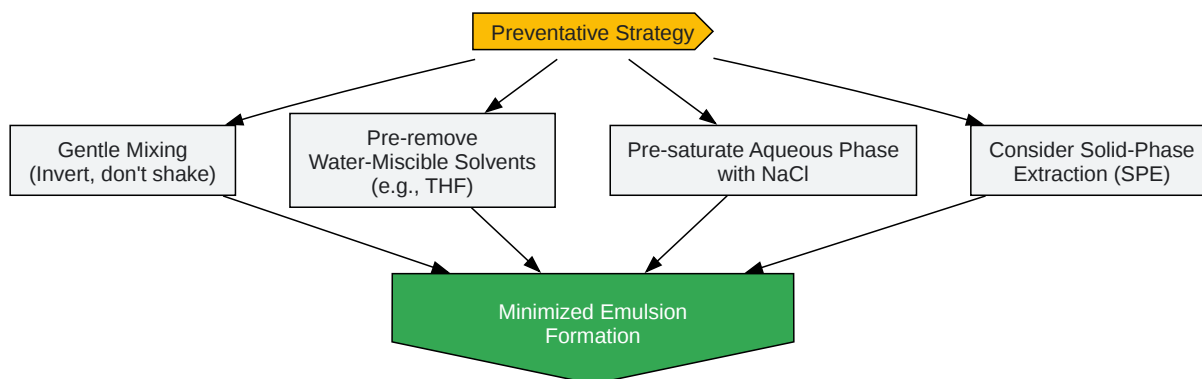 Preventative Strategy
Gentle Mixing
(Invert, don't shake)
Pre-remove
Water-Miscible Solvents
(e.g., THF)
Pre-saturate Aqueous Phase
with NaCl
Consider Solid-Phase
Extraction (SPE)
Minimized Emulsion
Formation